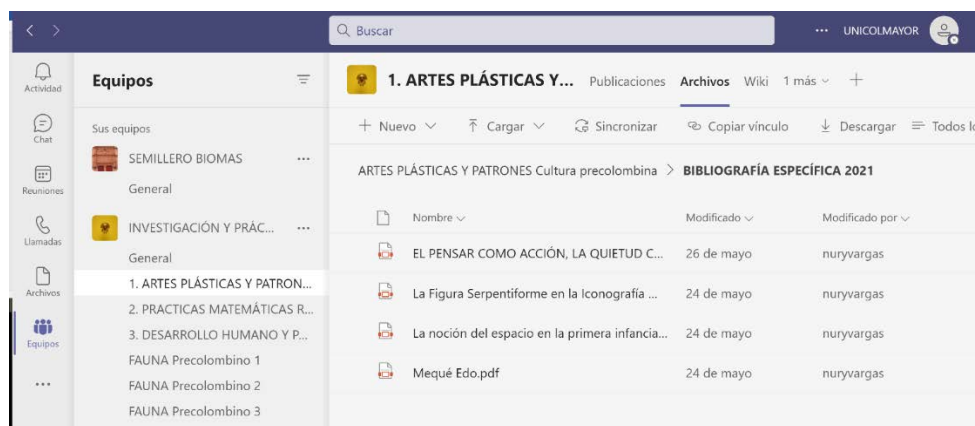 Buscar
UNICOLMAYOR
Actividad
Chat
Reuniones
Llamadas
Archivos
Equipos
Equipos
Sus equipos
SEMILLERO BIOMAS
General
INVESTIGACIÓN Y PRÁC...
General
1. ARTES PLÁSTICAS Y PATRON...
2. PRACTICAS MATEMÁTICAS R...
3. DESARROLLO HUMANO Y P...
FAUNA Precolombino 1
FAUNA Precolombino 2
FAUNA Precolombino 3
1. ARTES PLÁSTICAS Y... Publicaciones Archivos Wiki 1 más
Nuevo Cargar Sincronizar Copiar vínculo Descargar Todos lo
ARTES PLÁSTICAS Y PATRONES Cultura precolombina > BIBLIOGRAFÍA ESPECÍFICA 2021
Nombre Modificado Modificado por
EL PENSAR COMO ACCIÓN, LA QUIETUD C... 26 de mayo nuryvargas
La Figura Serpentiforme en la Iconografía ... 24 de mayo nuryvargas
La noción del espacio en la primera infancia... 24 de mayo nuryvargas
Mequé Edo.pdf 24 de mayo nuryvargas